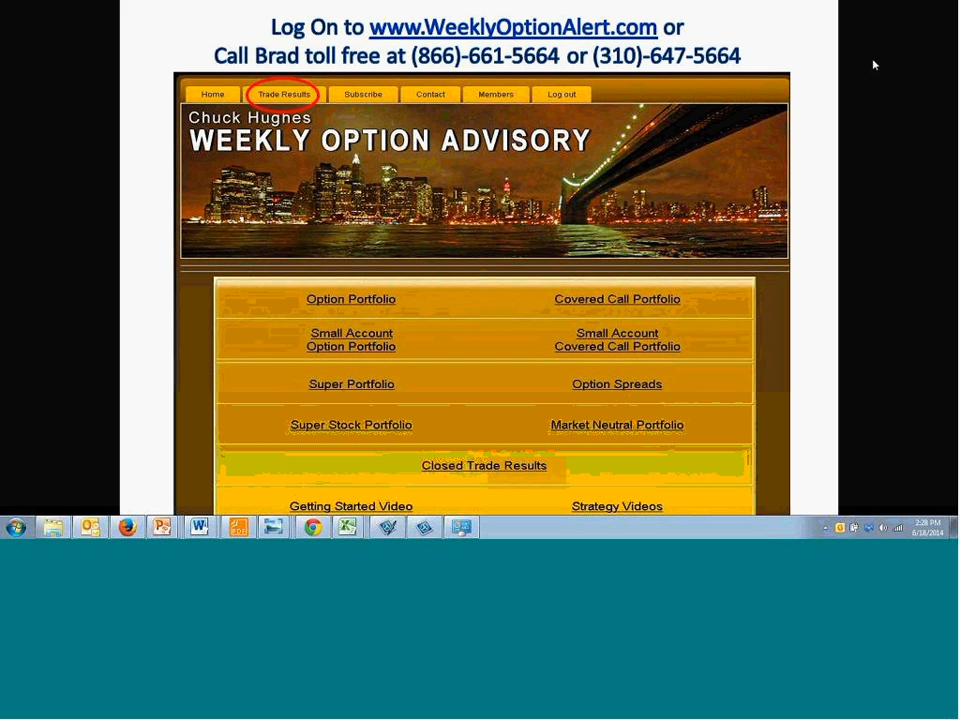 Log On to www.WeeklyOptionAlert.com or
Call Brad toll free at (866)-661-5664 or (310)-647-5664
Home Trade Results Subscribe Contact Members Log out
Chuck Hughes
WEEKLY OPTION ADVISORY
Option Portfolio Covered Call Portfolio
Small Account Small Account
Option Portfolio Covered Call Portfolio
Super Portfolio Option Spreads
Super Stock Portfolio Market Neutral Portfolio
Closed Trade Results
Getting Started Video Strategy Videos
2:28 PM
6/18/2014